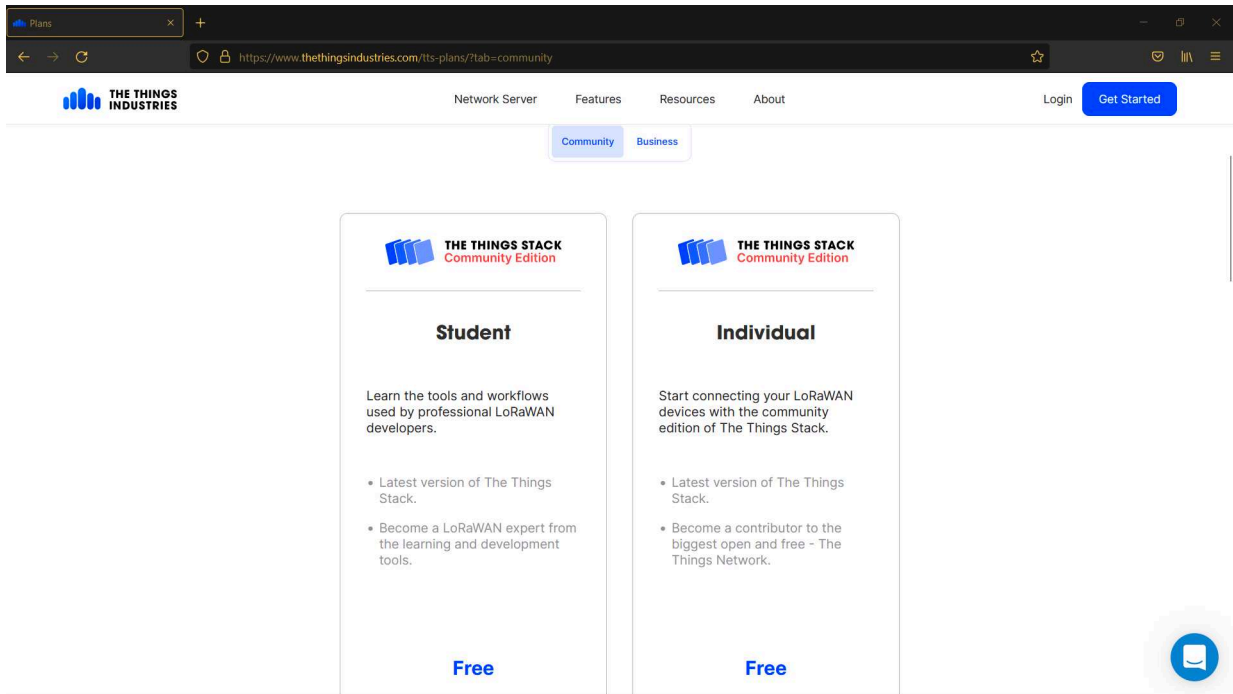 Plans
https://www.thethingsindustries.com/tts-plans/?tab=community
THE THINGS
INDUSTRIES
Network Server
Features
Resources
About
Login
Get Started
Community
Business
THE THINGS STACK
Community Edition
Student
Learn the tools and workflows
used by professional LoRaWAN
developers.
• Latest version of The Things
Stack.
• Become a LoRaWAN expert from
the learning and development
tools.
Free
THE THINGS STACK
Community Edition
Individual
Start connecting your LoRaWAN
devices with the community
edition of The Things Stack.
• Latest version of The Things
Stack.
• Become a contributor to the
biggest open and free - The
Things Network.
Free